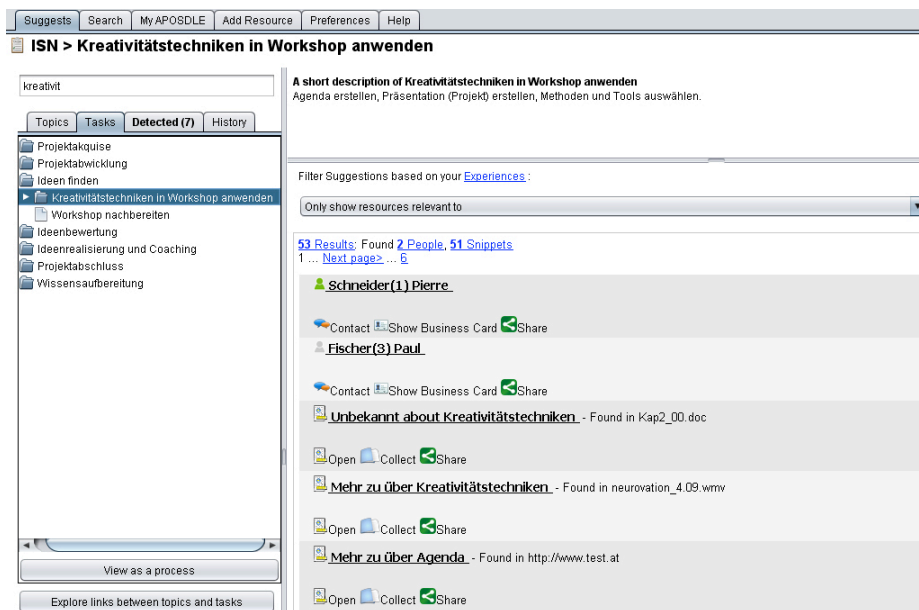 Suggests Search My APOSDLE Add Resource Preferences Help
ISN > Kreativitätstechniken in Workshop anwenden
kreativit
Topics Tasks Detected (7) History
Projektakquise
Projektabwicklung
Ideen finden
Kreativitätstechniken in Workshop anwenden
Workshop nachbereiten
Ideenbewertung
Ideenrealisierung und Coaching
Projektabschluss
Wissensaufbereitung
View as a process
Explore links between topics and tasks
A short description of Kreativitätstechniken in Workshop anwenden
Agenda erstellen, Präsentation (Projekt) erstellen, Methoden und Tools auswählen.
Filter Suggestions based on your Experiences :
Only show resources relevant to
53 Results: Found 2 People, 51 Snippets
1 ... Next page> ... 6
Schneider(1) Pierre
Contact Show Business Card Share
Fischer(3) Paul
Contact Show Business Card Share
Unbekannt about Kreativitätstechniken - Found in Kap2_00.doc
Open Collect Share
Mehr zu über Kreativitätstechniken - Found in neurovation_4.09.wmv
Open Collect Share
Mehr zu über Agenda - Found in http://www.test.at
Open Collect Share